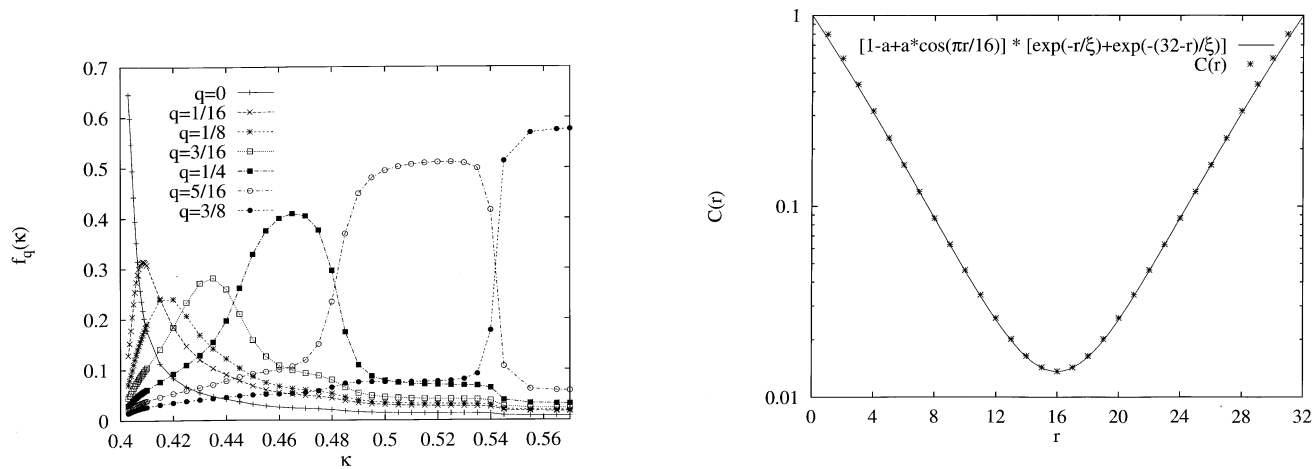 0.7
0.6
0.5
0.4
0.3
0.2
0.1
0
f_q(κ)
q=0
q=1/16
q=1/8
q=3/16
q=1/4
q=5/16
q=3/8
0.4 0.42 0.44 0.46 0.48 0.5 0.52 0.54 0.56
κ
1
0.1
0.01
C(r)
[1-a+a*cos(πr/16)] * [exp(-r/ξ)+exp(-(32-r)/ξ)]
C(r)
0 4 8 12 16 20 24 28 32
r